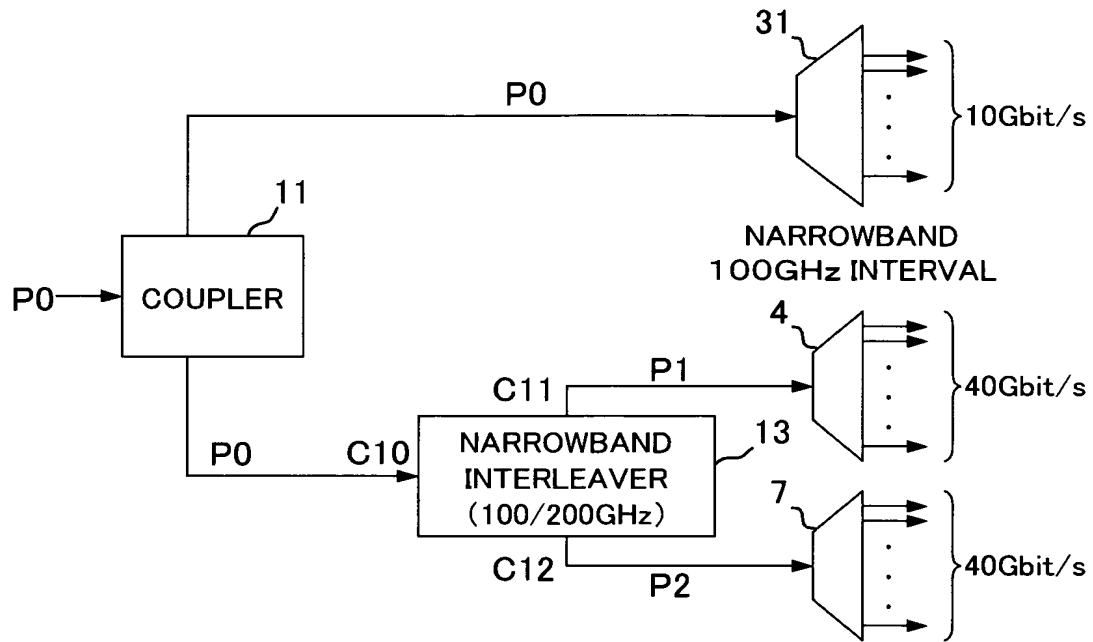 31
P0
10Gbit/s
11
NARROWBAND
100GHz INTERVAL
P0
COUPLER
4
P1
40Gbit/s
C11
P0
C10
NARROWBAND
INTERLEAVER
(100/200GHz)
13
7
C12
P2
40Gbit/s